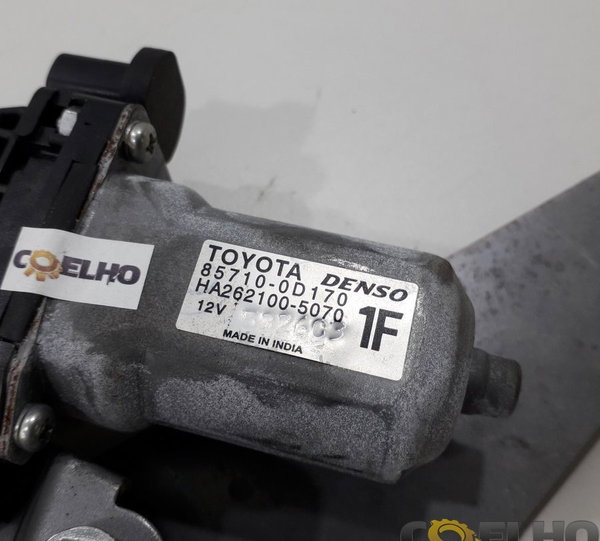 COELHO
TOYOTA DENSO
85710-0D170
HA262100-5070
12V
1F
MADE IN INDIA
COELHO